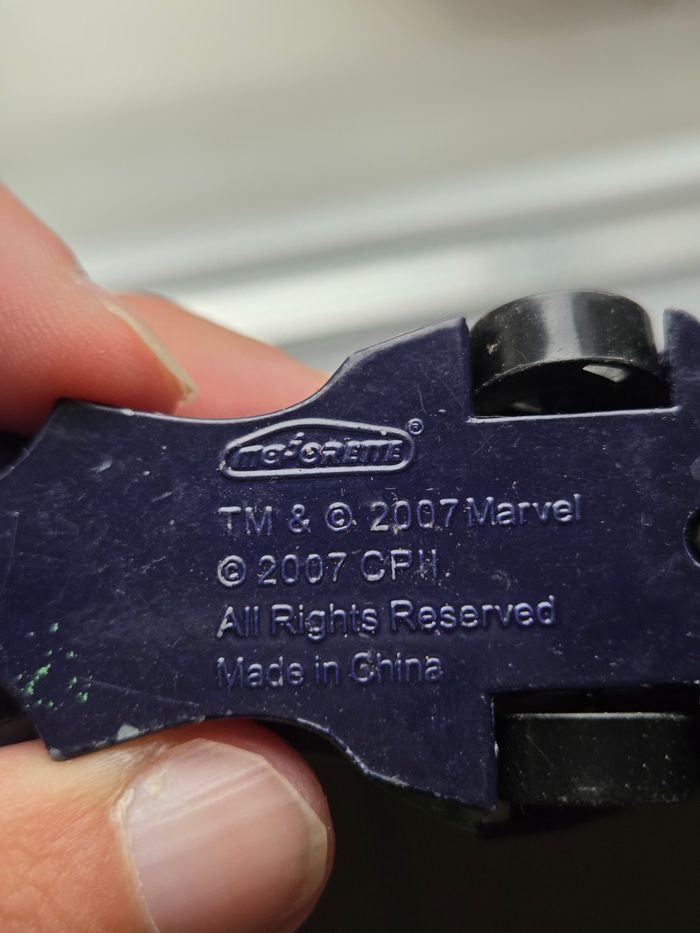 MAJORETTE ®
TM & © 2007 Marvel
© 2007 CPII.
All Rights Reserved
Made in China